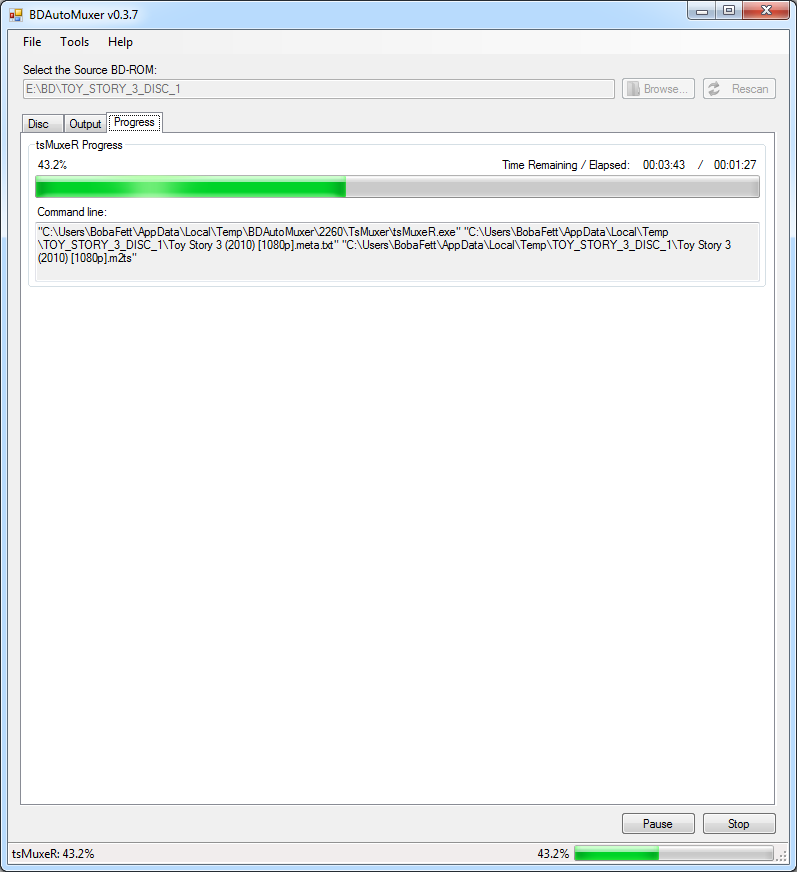 BDAutoMuxer v0.3.7
File Tools Help
Select the Source BD-ROM:
E:\BD\TOY_STORY_3_DISC_1 Browse... Rescan
Disc Output Progress
tsMuxeR Progress
43.2% Time Remaining / Elapsed: 00:03:43 / 00:01:27
Command line:
"C:\Users\BobaFett\AppData\Local\Temp\BDAutoMuxer\2260\TsMuxer\tsMuxeR.exe" "C:\Users\BobaFett\AppData\Local\Temp
\TOY_STORY_3_DISC_1\Toy Story 3 (2010) [1080p].meta.txt" "C:\Users\BobaFett\AppData\Local\Temp\TOY_STORY_3_DISC_1\Toy Story 3
(2010) [1080p].m2ts"
Pause Stop
tsMuxeR: 43.2% 43.2%